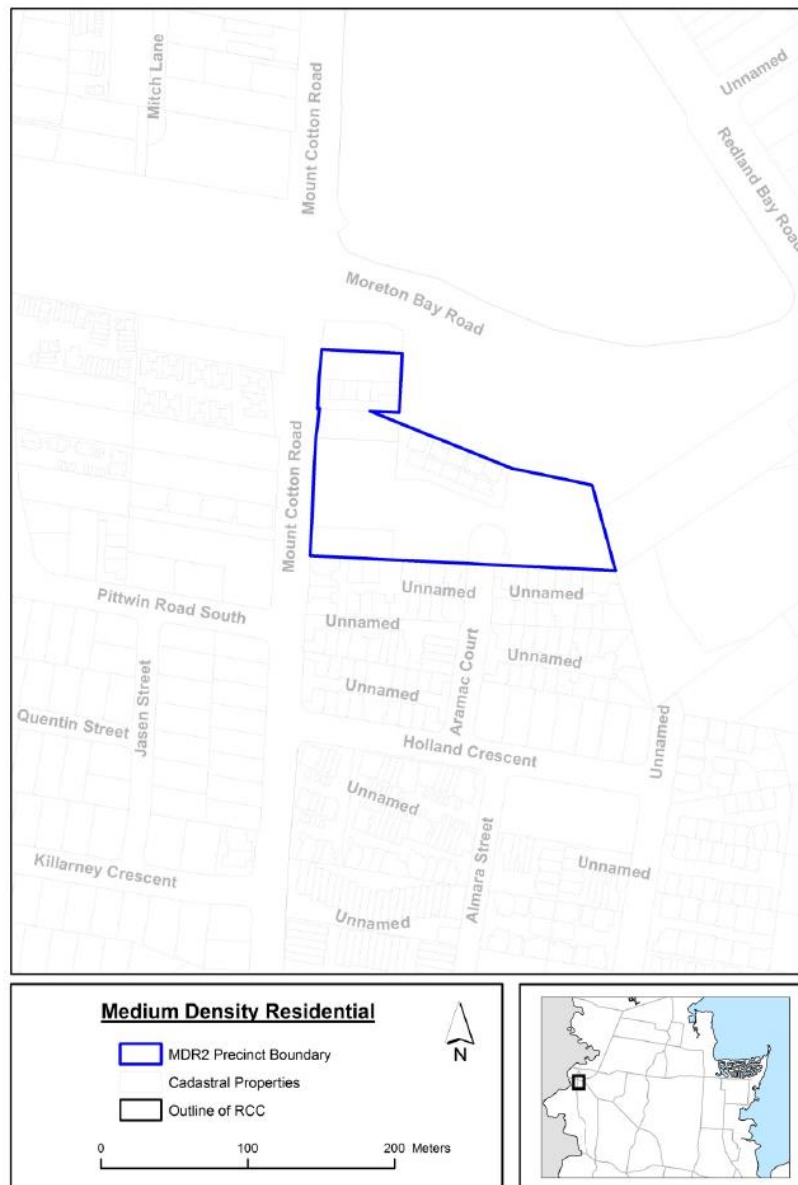 Unnamed
Mitch Lane
Mount Cotton Road
Redland Bay Road
Moreton Bay Road
Mount Cotton Road
Unnamed
Unnamed
Pittwin Road South
Unnamed
Aramac Court
Unnamed
Jasen Street
Unnamed
Quentin Street
Unnamed
Holland Crescent
Unnamed
Almara Street
Unnamed
Killarney Crescent
Unnamed
Medium Density Residential
MDR2 Precinct Boundary
Cadastral Properties
Outline of RCC
N
0 100 200 Meters